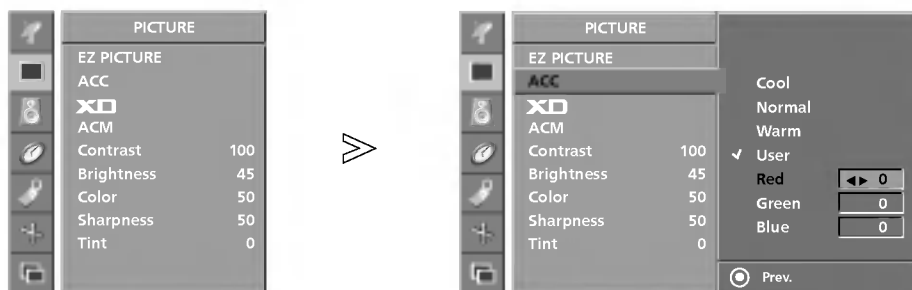 PICTURE
EZ PICTURE
ACC
XD
ACM
Contrast 100
Brightness 45
Color 50
Sharpness 50
Tint 0
PICTURE
EZ PICTURE
ACC
XD
ACM
Contrast 100
Brightness 45
Color 50
Sharpness 50
Tint 0
Cool
Normal
Warm
User
Red 0
Green 0
Blue 0
Prev.